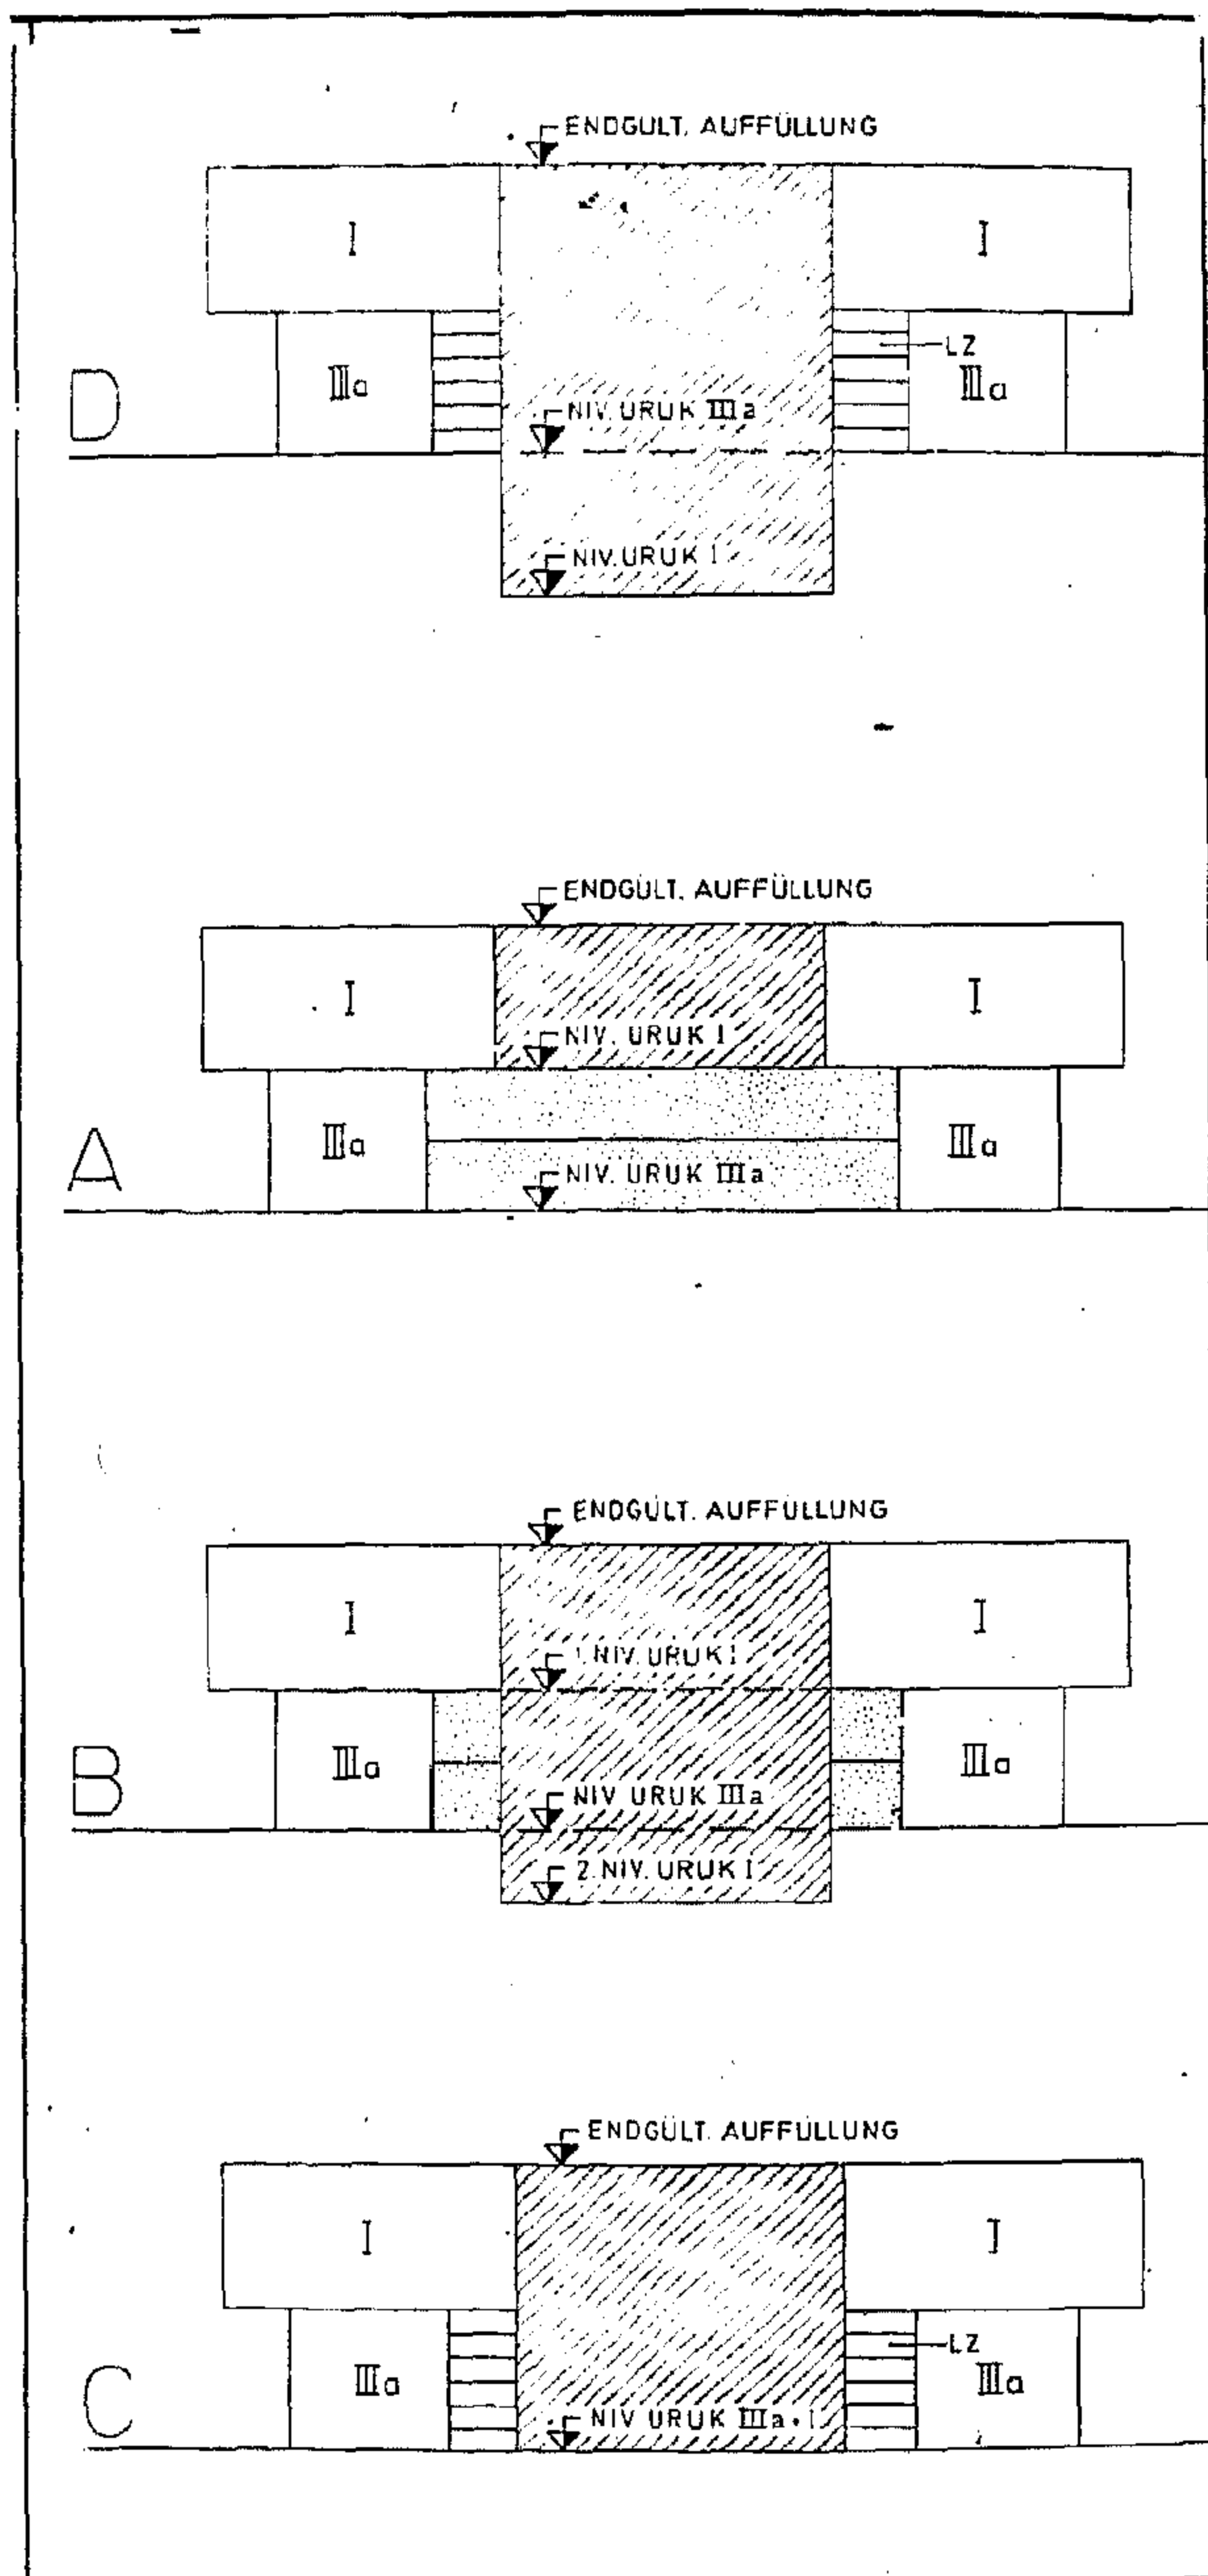 ENDGÜLT. AUFFÜLLUNG
I I
LZ
IIIa IIIa
D
NIV. URUK IIIa
NIV. URUK I
ENDGÜLT. AUFFÜLLUNG
I I
NIV. URUK I
IIIa IIIa
A
NIV. URUK IIIa
ENDGÜLT. AUFFÜLLUNG
I I
1. NIV. URUK I
IIIa IIIa
B
NIV URUK IIIa
2. NIV. URUK I
ENDGÜLT. AUFFÜLLUNG
I I
LZ
IIIa IIIa
C
NIV URUK IIIa + I